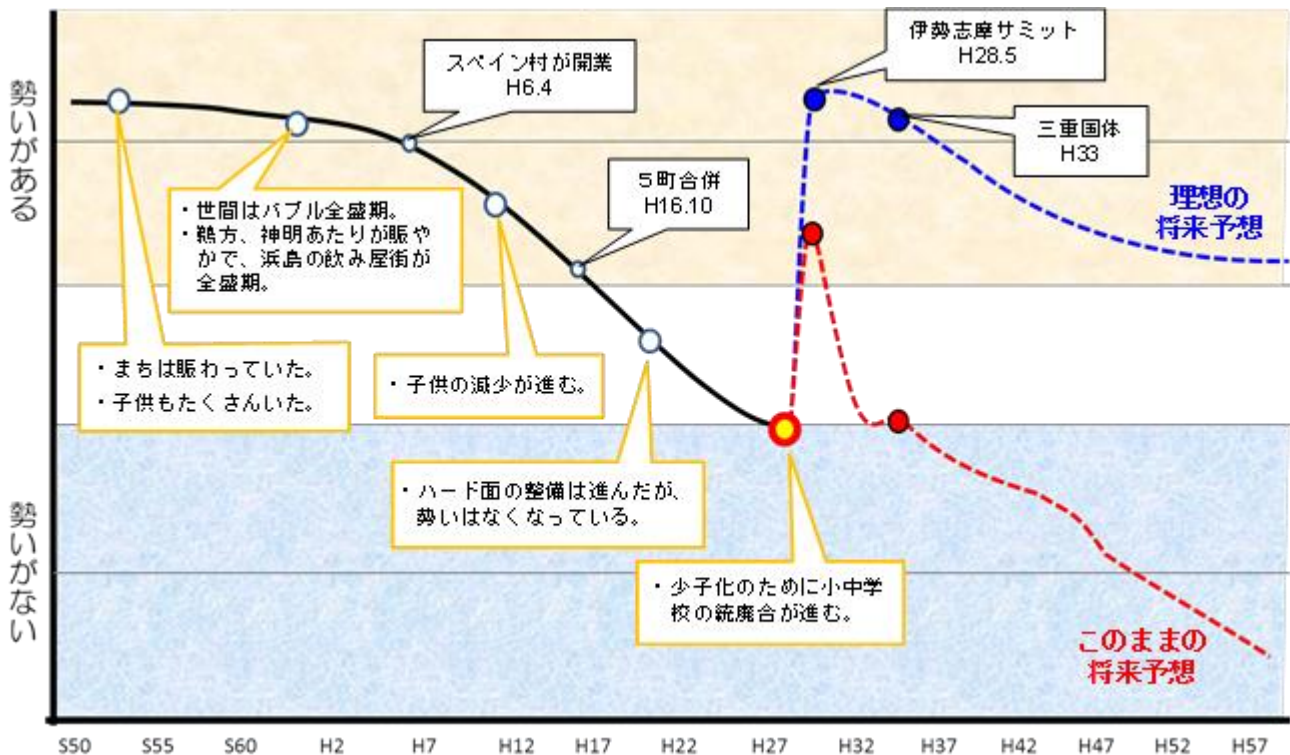 勢いがある
勢いがない
スペイン村が開業
H6.4
伊勢志摩サミット
H28.5
三重国体
H33
5町合併
H16.10
理想の
将来予想
・世間はバブル全盛期。
・鵜方、神明あたりが賑や
かで、浜島の飲み屋街が
全盛期。
・まちは賑わっていた。
・子供もたくさんいた。
・子供の減少が進む。
・ハード面の整備は進んだが、
勢いはなくなっている。
・少子化のために小中学
校の統廃合が進む。
このままの
将来予想
S50 S55 S60 H2 H7 H12 H17 H22 H27 H32 H37 H42 H47 H52 H57